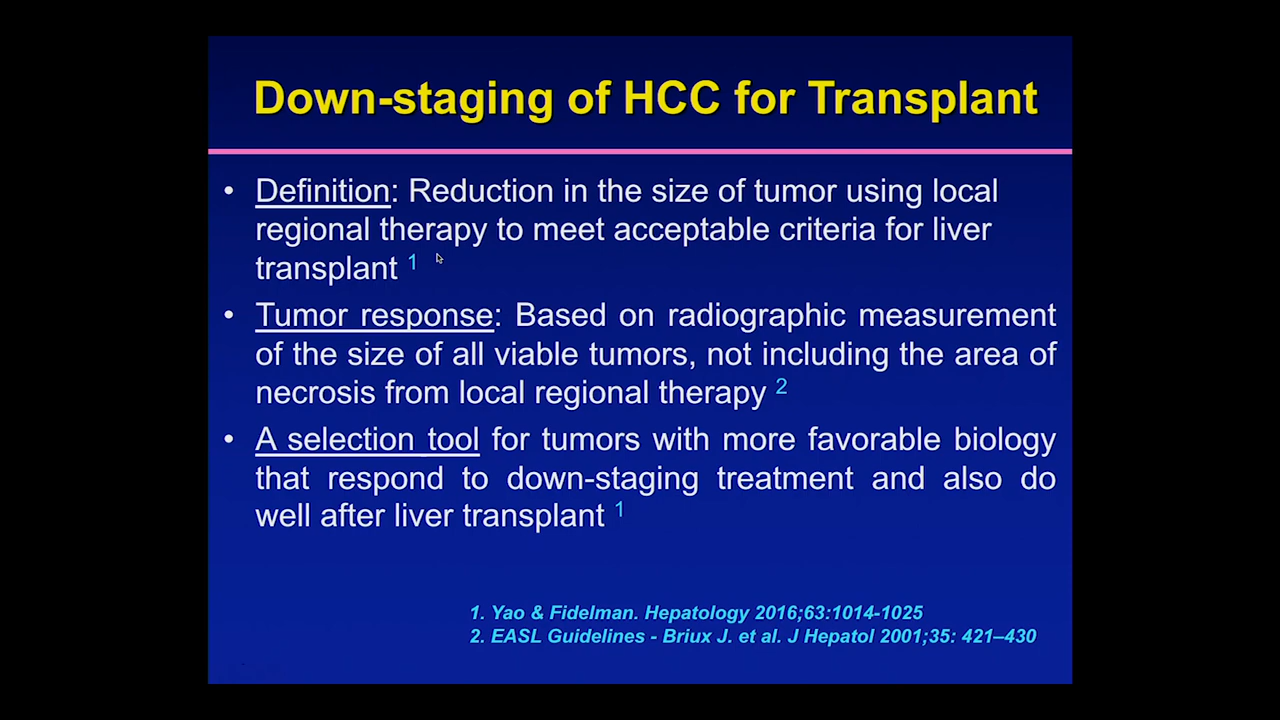 Down-staging of HCC for Transplant
• Definition: Reduction in the size of tumor using local
regional therapy to meet acceptable criteria for liver
transplant 1
• Tumor response: Based on radiographic measurement
of the size of all viable tumors, not including the area of
necrosis from local regional therapy 2
• A selection tool for tumors with more favorable biology
that respond to down-staging treatment and also do
well after liver transplant 1
1. Yao & Fidelman. Hepatology 2016;63:1014-1025
2. EASL Guidelines - Briux J. et al. J Hepatol 2001;35: 421–430